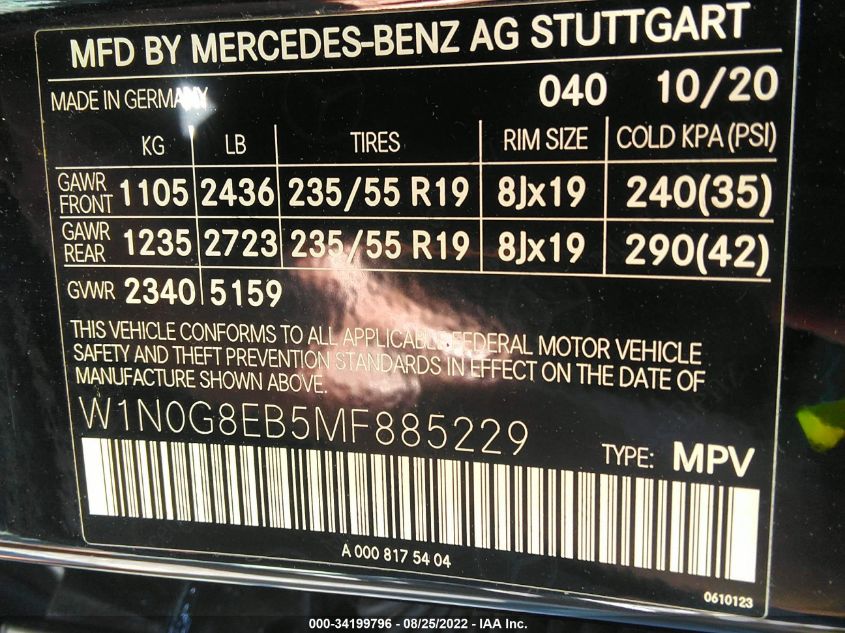 MFD BY MERCEDES-BENZ AG STUTTGART
MADE IN GERMANY 040 10/20
KG LB TIRES RIM SIZE COLD KPA (PSI)
GAWR FRONT 1105 2436 235/55 R19 8Jx19 240(35)
GAWR REAR 1235 2723 235/55 R19 8Jx19 290(42)
GVWR 2340 5159
THIS VEHICLE CONFORMS TO ALL APPLICABLE FEDERAL MOTOR VEHICLE
SAFETY AND THEFT PREVENTION STANDARDS IN EFFECT ON THE DATE OF
MANUFACTURE SHOWN ABOVE.
W1N0G8EB5MF885229
TYPE: MPV
A 000 817 54 04
0610123
000-34199796 - 08/25/2022 - IAA Inc.